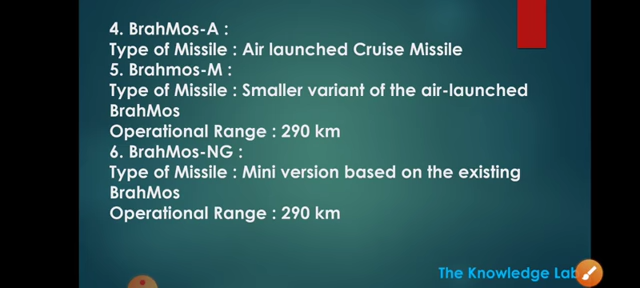 4. BrahMos-A :
Type of Missile : Air launched Cruise Missile
5. Brahmos-M :
Type of Missile : Smaller variant of the air-launched
BrahMos
Operational Range : 290 km
6. BrahMos-NG :
Type of Missile : Mini version based on the existing
BrahMos
Operational Range : 290 km
The Knowledge Lab